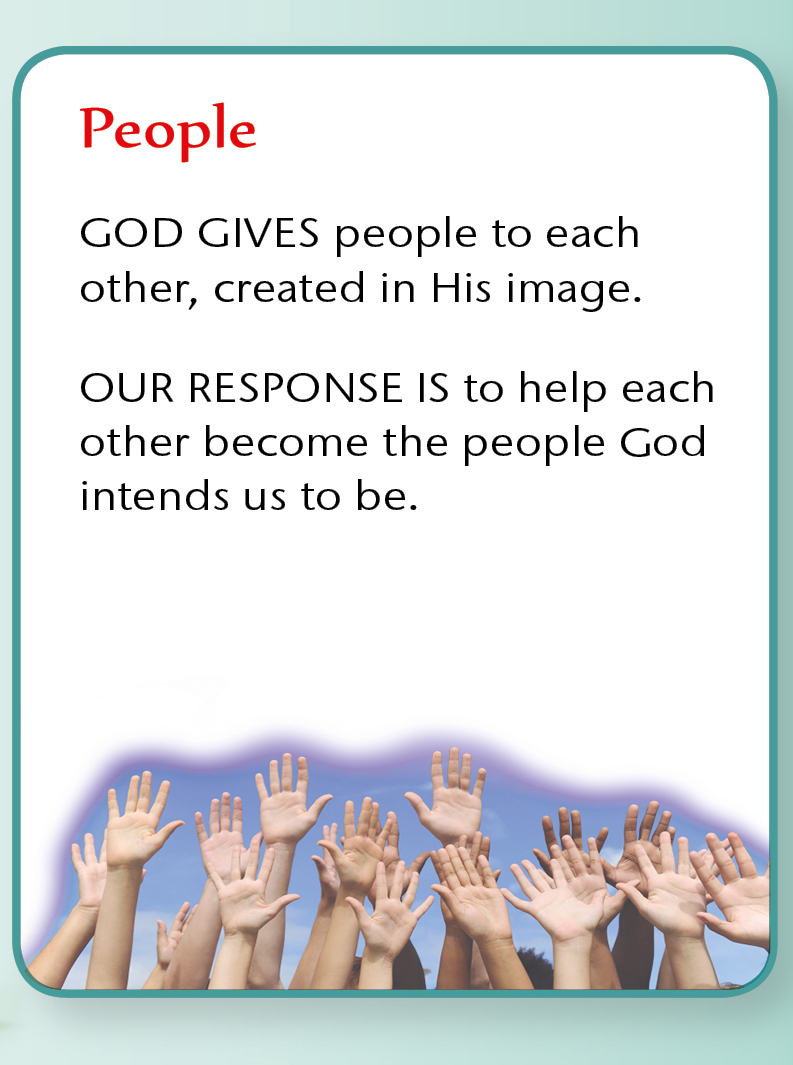 People
GOD GIVES people to each
other, created in His image.
OUR RESPONSE IS to help each
other become the people God
intends us to be.